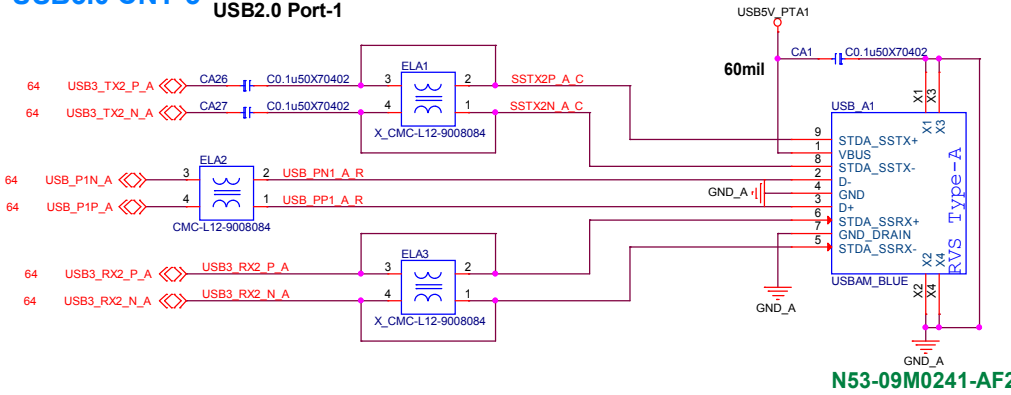 USB2.0 Port-1
USB5V_PTA1
CA1
C0.1u50X70402
60mil
64
USB3_TX2_P_A
CA26
C0.1u50X70402
3
ELA1
2
SSTX2P_A_C
64
USB3_TX2_N_A
CA27
C0.1u50X70402
4
1
SSTX2N_A_C
X_CMC-L12-9008084
X1
X3
USB_A1
X1
X3
9
STDA_SSTX+
1
VBUS
8
STDA_SSTX-
2
D-
4
GND
3
D+
6
STDA_SSRX+
7
GND_DRAIN
5
STDA_SSRX-
RVS Type-A
X2
X4
USBAM_BLUE
X2
X4
64
USB_P1N_A
3
ELA2
2
USB_PN1_A_R
64
USB_P1P_A
4
1
USB_PP1_A_R
CMC-L12-9008084
GND_A
64
USB3_RX2_P_A
USB3_RX2_P_A
3
ELA3
2
64
USB3_RX2_N_A
USB3_RX2_N_A
4
1
X_CMC-L12-9008084
GND_A
GND_A
N53-09M0241-AF2